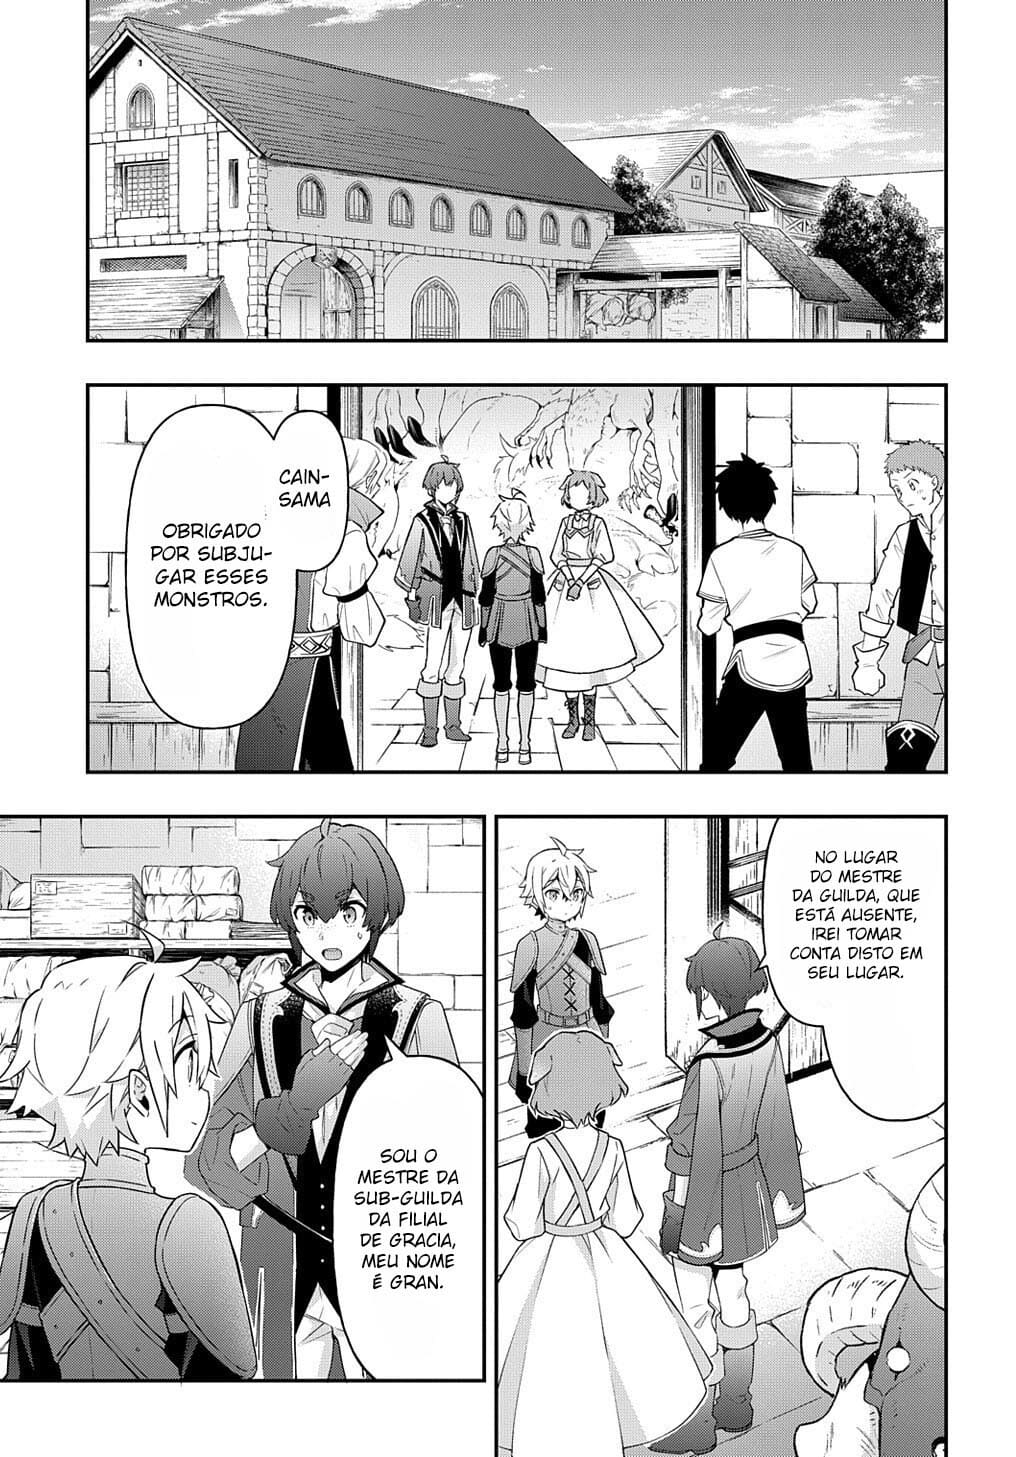 CAIN-
SAMA
OBRIGADO
POR SUBJU-
GAR ESSES
MONSTROS.
NO LUGAR
DO MESTRE
DA GUILDA, QUE
ESTÁ AUSENTE,
IREI TOMAR
CONTA DISTO EM
SEU LUGAR.
SOU O
MESTRE DA
SUB-GUILDA
DA FILIAL
DE GRACIA,
MEU NOME
É GRAN.